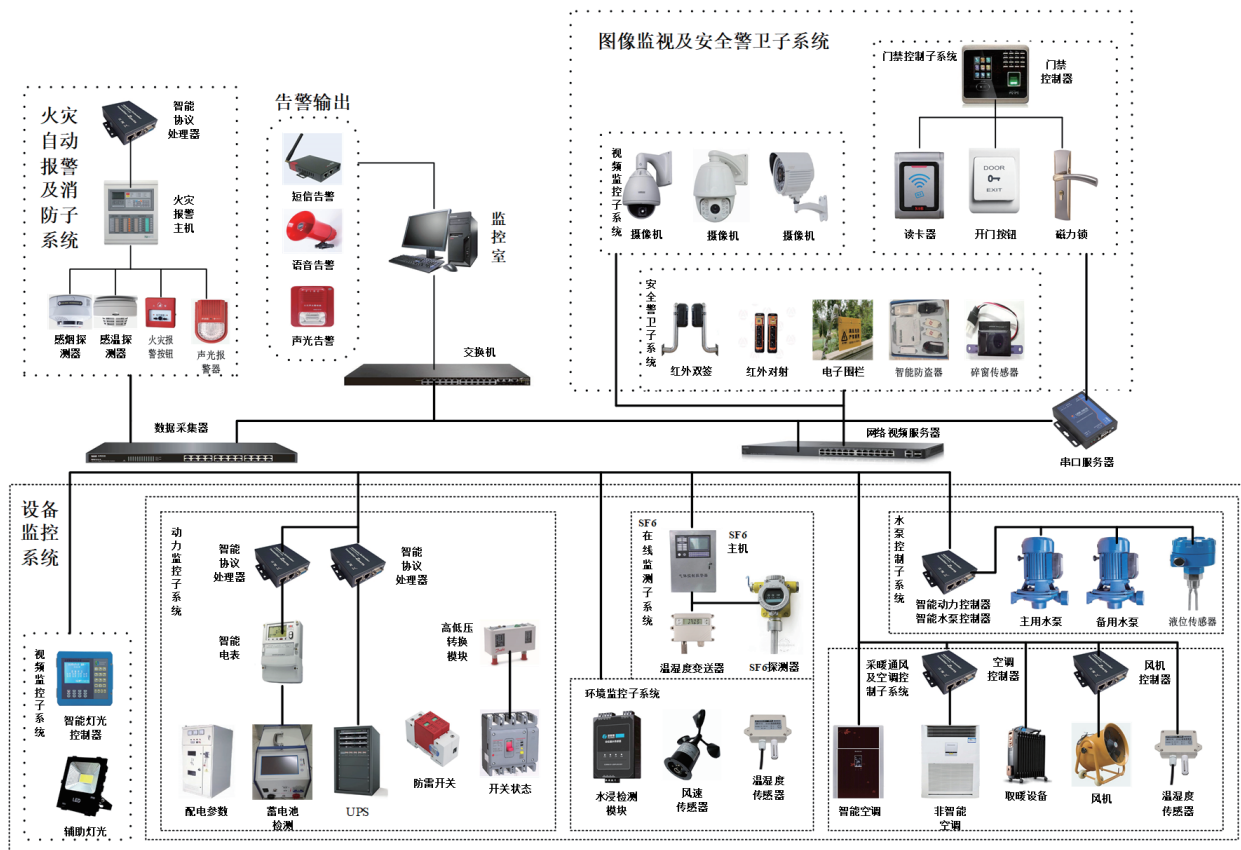 图像监视及安全警卫子系统
门禁控制子系统
门禁
控制器
读卡器
开门按钮
磁力锁
DOOR
EXIT
视频监控子系统
摄像机
摄像机
摄像机
安全警卫子系统
红外双鉴
红外对射
电子围栏
智能防盗器
碎窗传感器
火灾
自动
报警
及消
防子
系统
智能
协议
处理器
火灾
报警
主机
感烟探
测器
感温探
测器
火灾报
警按钮
声光报
警器
告警输出
短信告警
语音告警
声光告警
监控室
交换机
数据采集器
网络视频服务器
串口服务器
设备
监控
系统
视频监控子系统
智能灯光
控制器
辅助灯光
LED
动力监控子系统
智能
协议
处理器
智能
协议
处理器
智能
电表
高低压
转换
模块
配电参数
蓄电池
检测
UPS
防雷开关
开关状态
SF6
在线监测子系统
SF6
主机
温湿度变送器
SF6探测器
环境监控子系统
水浸检测
模块
风速
传感器
温湿度
传感器
水泵控制子系统
智能动力控制器
智能水泵控制器
主用水泵
备用水泵
液位传感器
采暖通风
及空调控
制子系统
空调
控制器
风机
控制器
智能空调
非智能
空调
取暖设备
风机
温湿度
传感器